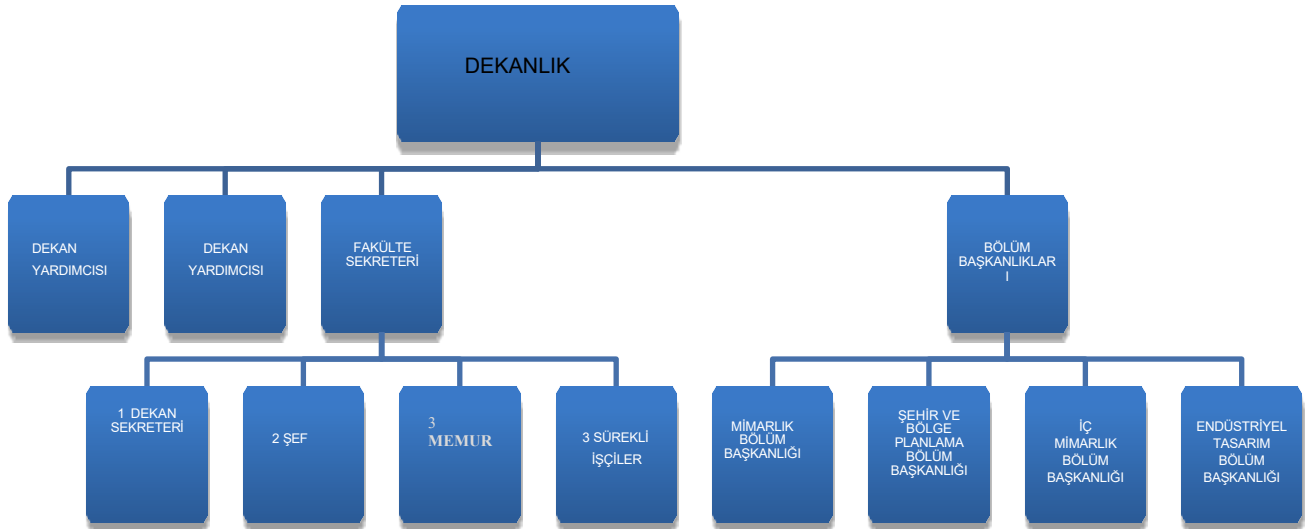 DEKANLIK
DEKAN
YARDIMCISI
DEKAN
YARDIMCISI
FAKÜLTE
SEKRETERİ
BÖLÜM
BAŞKANLIKLAR
I
1 DEKAN
SEKRETERİ
2 ŞEF
3
MEMUR
3 SÜREKLİ
İŞÇİLER
MİMARLIK
BÖLÜM
BAŞKANLIĞI
ŞEHİR VE
BÖLGE
PLANLAMA
BÖLÜM
BAŞKANLIĞI
İÇ
MİMARLIK
BÖLÜM
BAŞKANLIĞI
ENDÜSTRİYEL
TASARIM
BÖLÜM
BAŞKANLIĞI